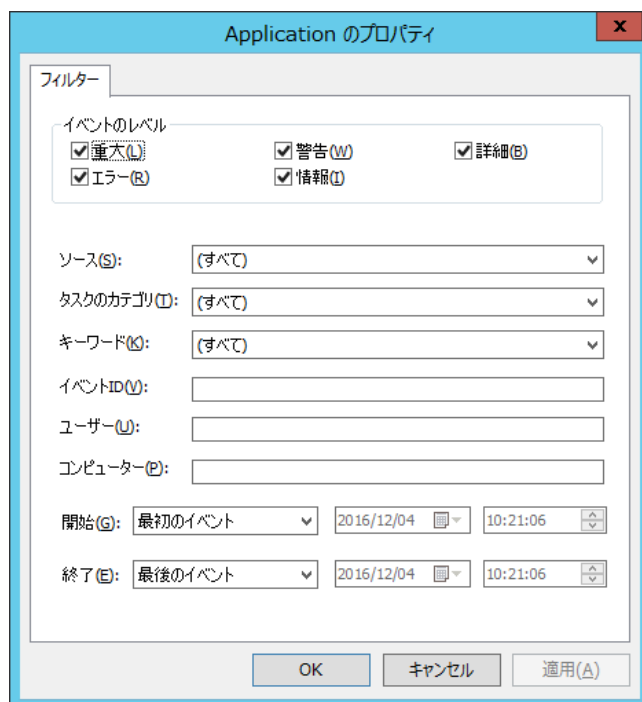 Application のプロパティ
x
フィルター
イベントのレベル
重大(L) 警告(W) 詳細(B)
エラー(R) 情報(I)
ソース(S): (すべて)
タスクのカテゴリ(T): (すべて)
キーワード(K): (すべて)
イベントID(V):
ユーザー(U):
コンピューター(P):
開始(G): 最初のイベント 2016/12/04 10:21:06
終了(E): 最後のイベント 2016/12/04 10:21:06
OK キャンセル 適用(A)